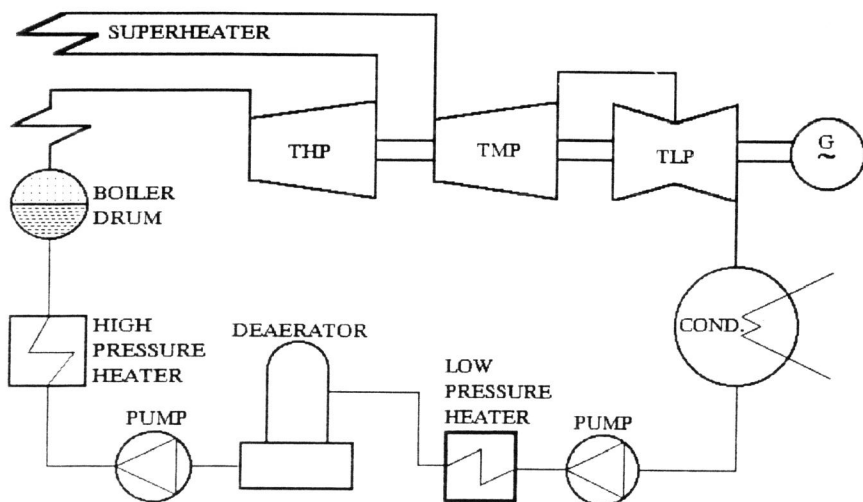 SUPERHEATER
THP
TMP
TLP
G
~
BOILER
DRUM
COND.
HIGH
PRESSURE
HEATER
DEAERATOR
LOW
PRESSURE
HEATER
PUMP
PUMP